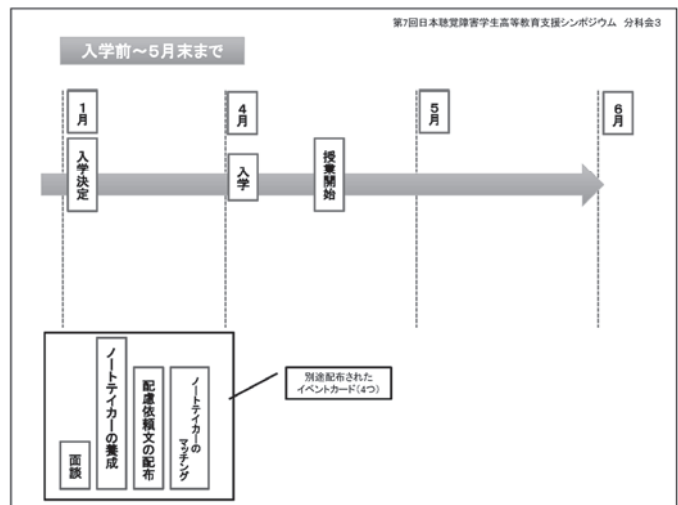 第7回日本聴覚障害学生高等教育支援シンポジウム 分科会3
入学前～5月末まで
1月
4月
5月
6月
入学決定
入学
授業開始
面談
ノートテイカーの養成
配慮依頼文の配布
ノートテイカーの
マッチング
別途配布された
イベントカード(4つ)